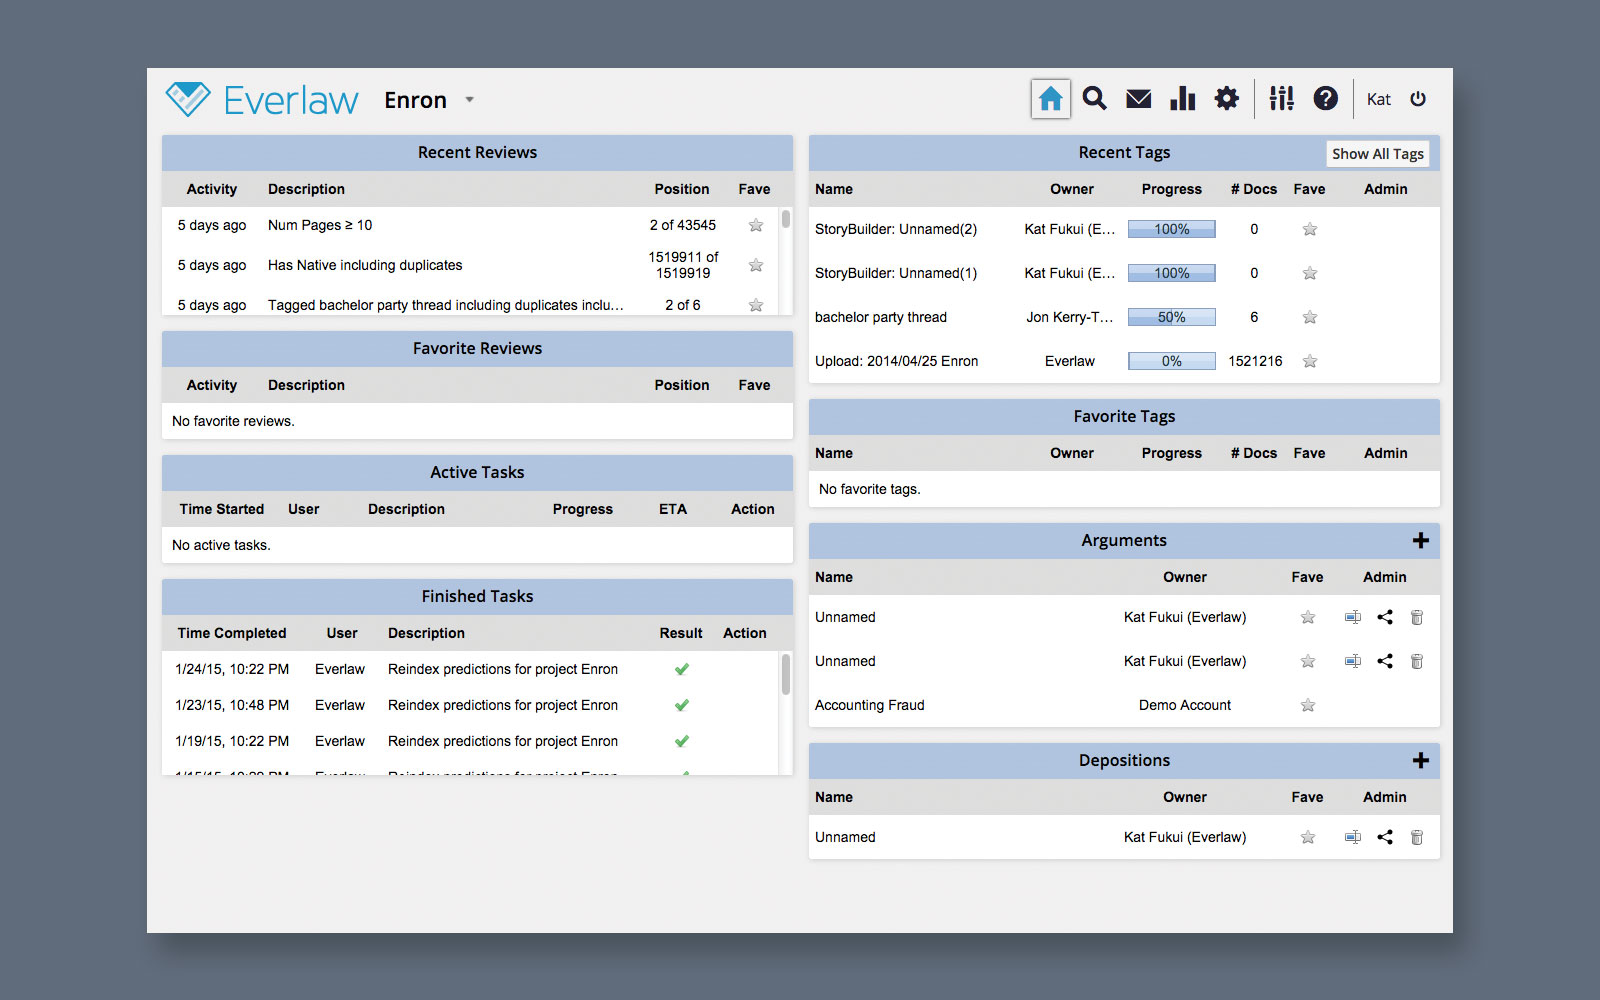 Everlaw Enron Kat
Recent Reviews
Activity Description Position Fave
5 days ago Num Pages ≥ 10 2 of 43545
5 days ago Has Native including duplicates 1519911 of
1519919
5 days ago Tagged bachelor party thread including duplicates inclu… 2 of 6
Favorite Reviews
Activity Description Position Fave
No favorite reviews.
Active Tasks
Time Started User Description Progress ETA Action
No active tasks.
Finished Tasks
Time Completed User Description Result Action
1/24/15, 10:22 PM Everlaw Reindex predictions for project Enron
1/23/15, 10:48 PM Everlaw Reindex predictions for project Enron
1/19/15, 10:22 PM Everlaw Reindex predictions for project Enron
Everlaw Reindex predictions for project Enron
Recent Tags Show All Tags
Name Owner Progress # Docs Fave Admin
StoryBuilder: Unnamed(2) Kat Fukui (E… 100% 0
StoryBuilder: Unnamed(1) Kat Fukui (E… 100% 0
bachelor party thread Jon Kerry-T… 50% 6
Upload: 2014/04/25 Enron Everlaw 0% 1521216
Favorite Tags
Name Owner Progress # Docs Fave Admin
No favorite tags.
Arguments
Name Owner Fave Admin
Unnamed Kat Fukui (Everlaw)
Unnamed Kat Fukui (Everlaw)
Accounting Fraud Demo Account
Depositions
Name Owner Fave Admin
Unnamed Kat Fukui (Everlaw)